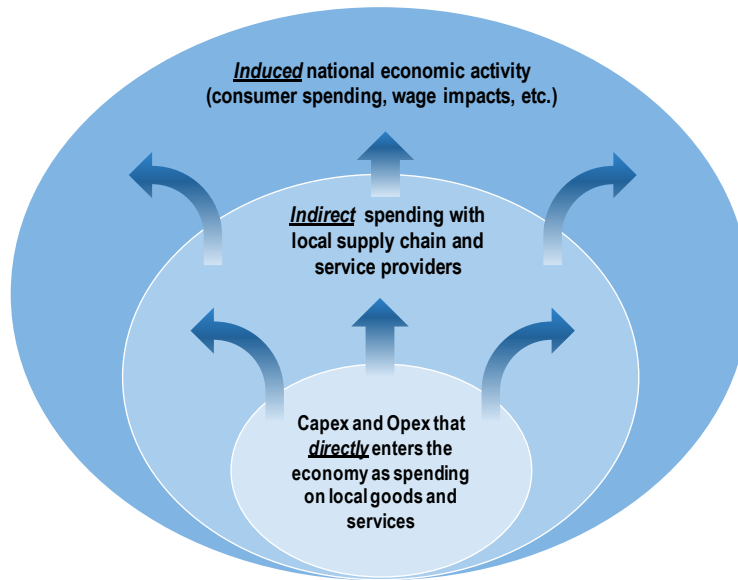 Induced national economic activity
(consumer spending, wage impacts, etc.)
Indirect spending with
local supply chain and
service providers
Capex and Opex that
directly enters the
economy as spending
on local goods and
services